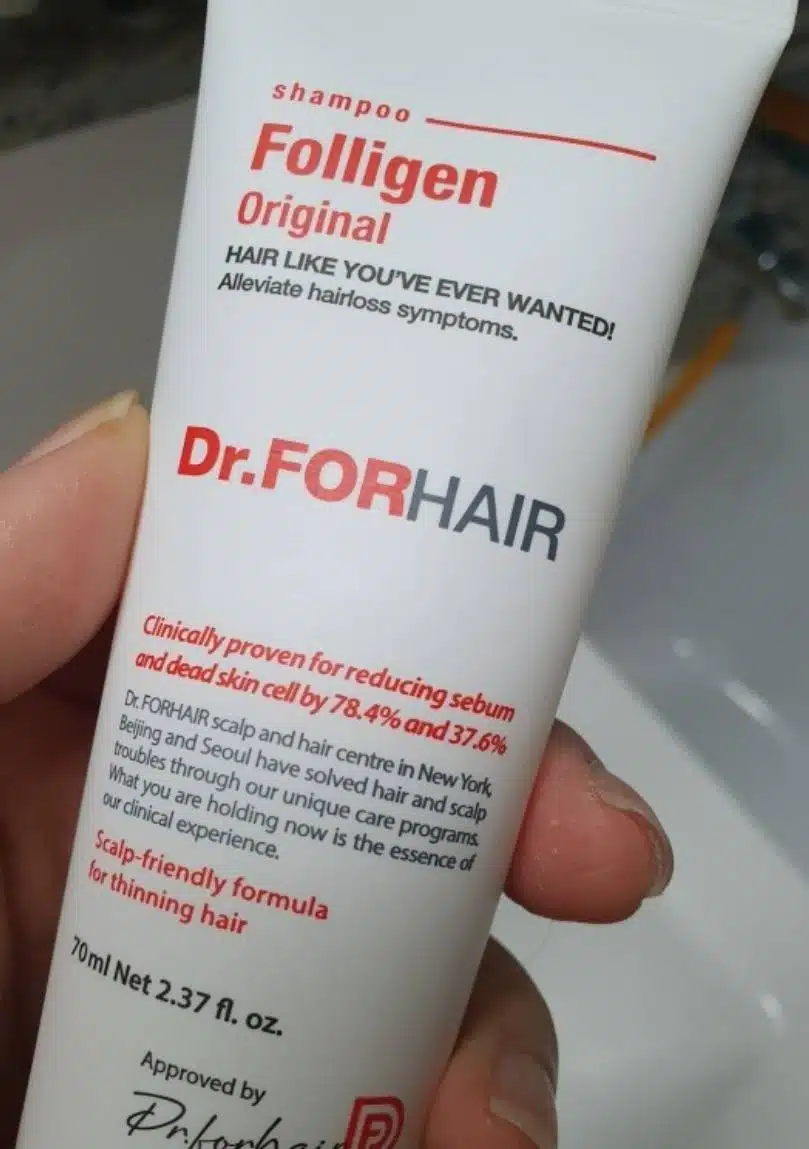 shampoo
Folligen
Original
HAIR LIKE YOU'VE EVER WANTED!
Alleviate hairloss symptoms.
Dr.FORHAIR
Clinically proven for reducing sebum
and dead skin cell by 78.4% and 37.6%
Dr.FORHAIR scalp and hair centre in New York,
Beijing and Seoul have solved hair and scalp
troubles through our unique care programs.
What you are holding now is the essence of
our clinical experience.
Scalp-friendly formula
for thinning hair
70ml Net 2.37 fl. oz.
Approved by
Dr.forhair